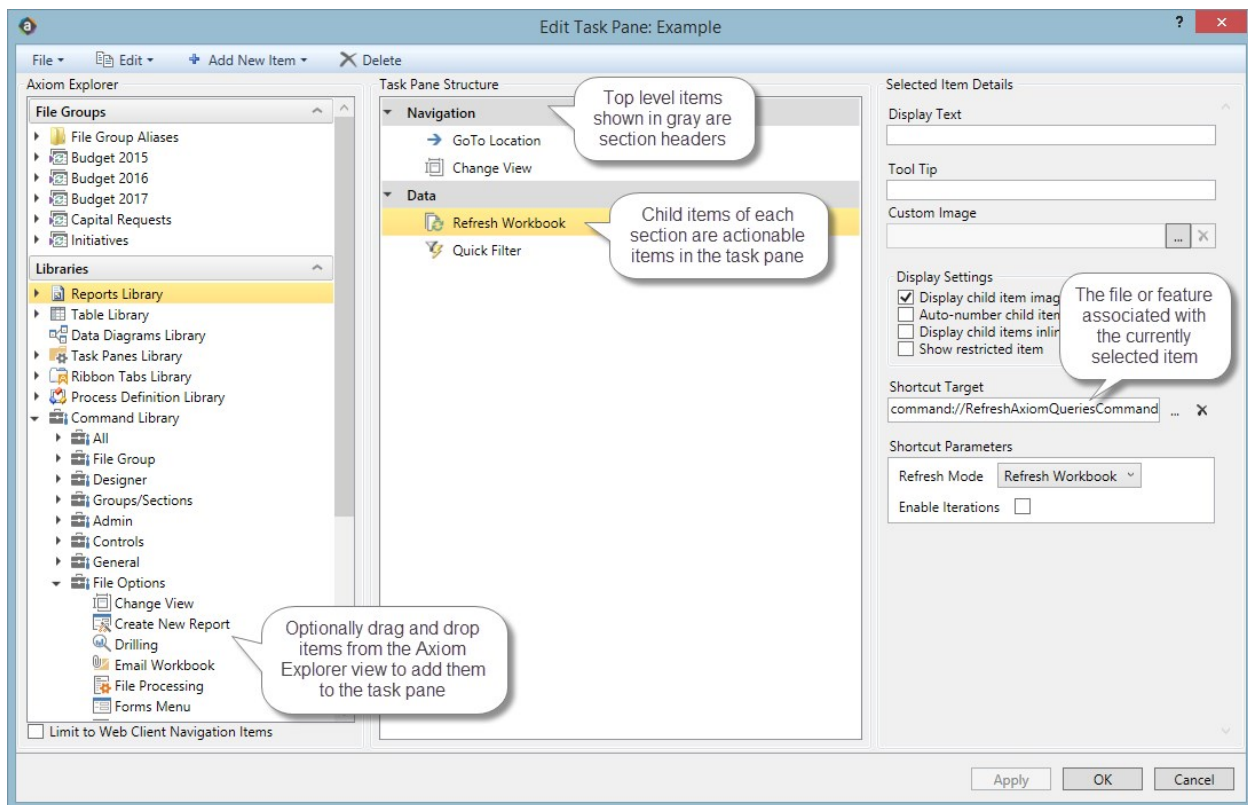 Edit Task Pane: Example
?
File
Edit
Add New Item
Delete
Axiom Explorer
File Groups
File Group Aliases
Budget 2015
Budget 2016
Budget 2017
Capital Requests
Initiatives
Libraries
Reports Library
Table Library
Data Diagrams Library
Task Panes Library
Ribbon Tabs Library
Process Definition Library
Command Library
All
File Group
Designer
Groups/Sections
Admin
Controls
General
File Options
Change View
Create New Report
Drilling
Email Workbook
File Processing
Forms Menu
Limit to Web Client Navigation Items
Optionally drag and drop
items from the Axiom
Explorer view to add them
to the task pane
Task Pane Structure
Navigation
GoTo Location
Change View
Data
Refresh Workbook
Quick Filter
Top level items
shown in gray are
section headers
Child items of each
section are actionable
items in the task pane
Selected Item Details
Display Text
Tool Tip
Custom Image
...
Display Settings
Display child item imag
Auto-number child iten
Display child items inlin
Show restricted item
The file or feature
associated with
the currently
selected item
Shortcut Target
command://RefreshAxiomQueriesCommand ...
Shortcut Parameters
Refresh Mode Refresh Workbook
Enable Iterations
Apply OK Cancel